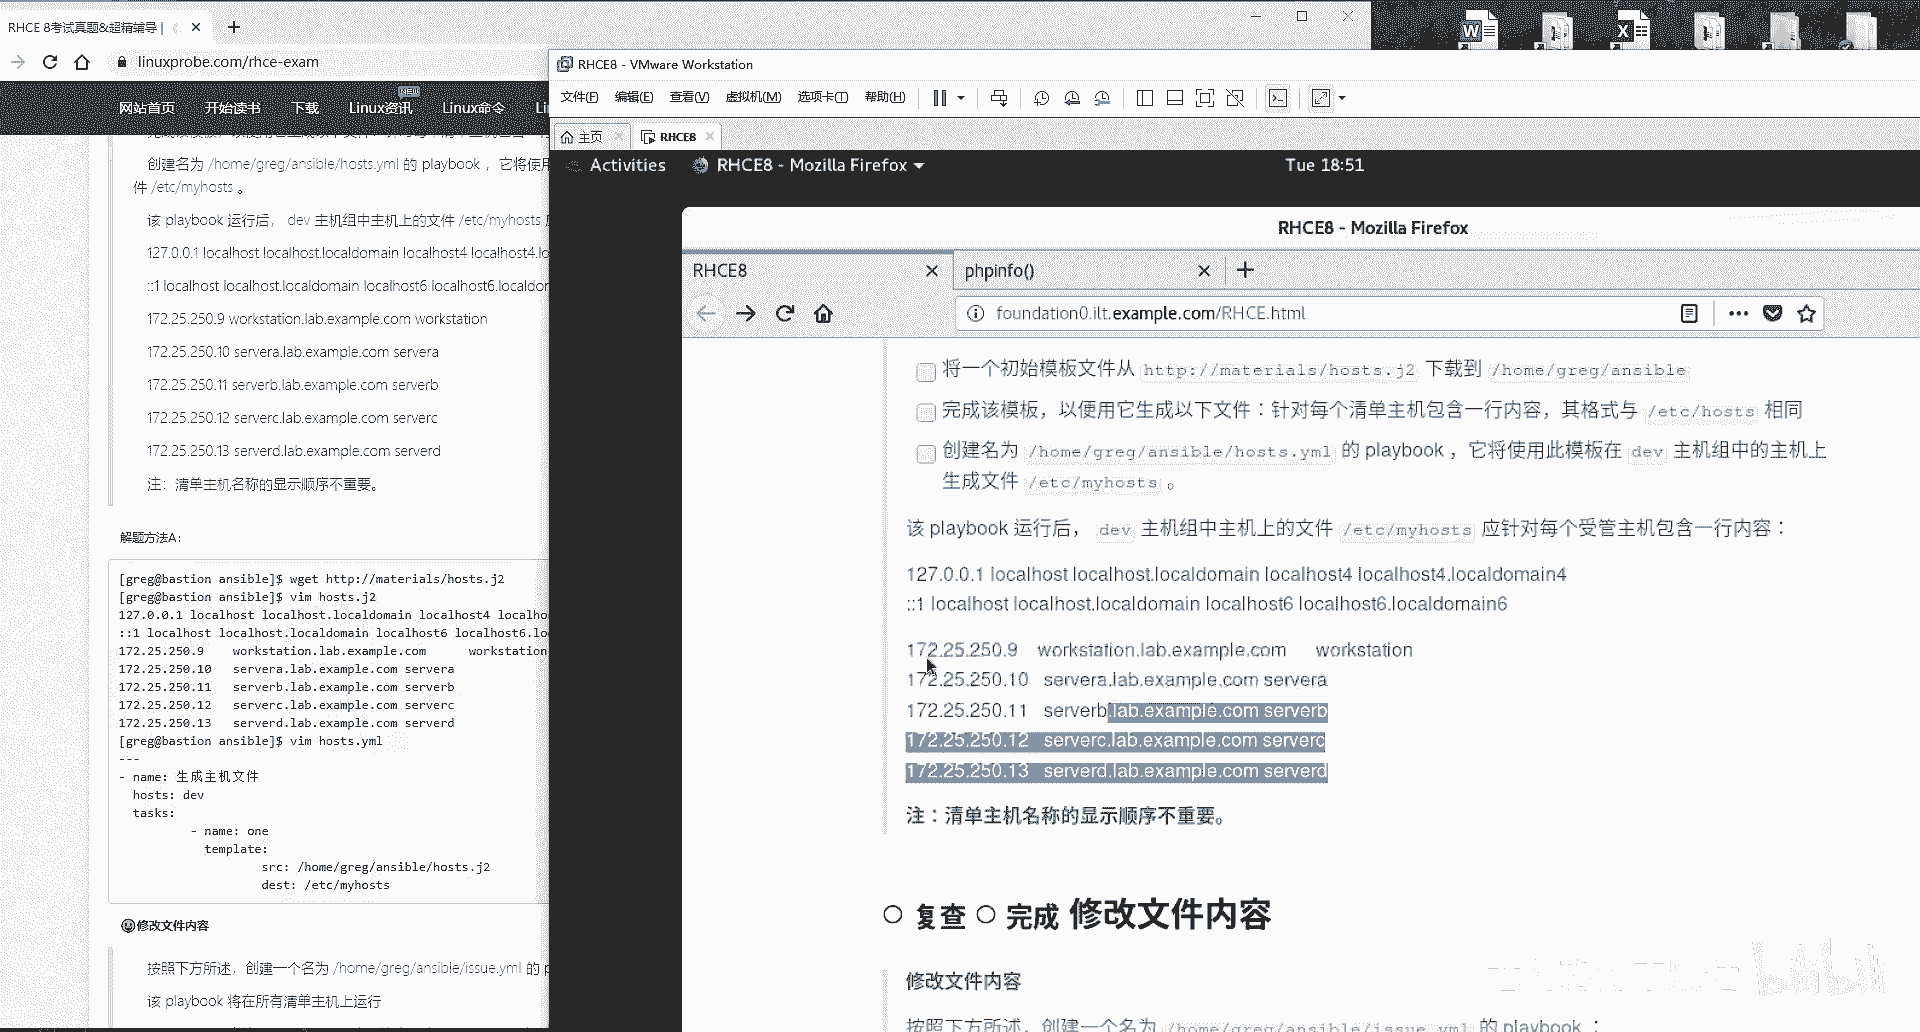 RHCE 8考试真题&超精辅导 |
linuxprobe.com/rhce-exam
网站首页 开始读书 下载 Linux资讯 NEW Linux命令
创建名为 /home/greg/ansible/hosts.yml 的 playbook ，它将使用
件 /etc/myhosts 。
该 playbook 运行后， dev 主机组中主机上的文件 /etc/myhosts
127.0.0.1 localhost localhost.localdomain localhost4 localhost4.lo
::1 localhost localhost.localdomain localhost6 localhost6.localdor
172.25.250.9 workstation.lab.example.com workstation
172.25.250.10 servera.lab.example.com servera
172.25.250.11 serverb.lab.example.com serverb
172.25.250.12 serverc.lab.example.com serverc
172.25.250.13 serverd.lab.example.com serverd
注：清单主机名称的显示顺序不重要。
解题方法A:
[greg@bastion ansible]$ wget http://materials/hosts.j2
[greg@bastion ansible]$ vim hosts.j2
127.0.0.1 localhost localhost.localdomain localhost4 localho
::1 localhost localhost.localdomain localhost6 localhost6.lo
172.25.250.9 workstation.lab.example.com workstation
172.25.250.10 servera.lab.example.com servera
172.25.250.11 serverb.lab.example.com serverb
172.25.250.12 serverc.lab.example.com serverc
172.25.250.13 serverd.lab.example.com serverd
[greg@bastion ansible]$ vim hosts.yml
---
- name: 生成主机文件
hosts: dev
tasks:
- name: one
template:
src: /home/greg/ansible/hosts.j2
dest: /etc/myhosts
修改文件内容
按照下方所述，创建一个名为 /home/greg/ansible/issue.yml 的 p
该 playbook 将在所有清单主机上运行
RHCE8 - VMware Workstation
文件(F) 编辑(E) 查看(V) 虚拟机(M) 选项卡(T) 帮助(H)
主页 RHCE8
Activities RHCE8 - Mozilla Firefox Tue 18:51
RHCE8 - Mozilla Firefox
RHCE8 phpinfo()
foundation0.ilt.example.com/RHCE.html
将一个初始模板文件从 http://materials/hosts.j2 下载到 /home/greg/ansible
完成该模板，以便用它生成以下文件：针对每个清单主机包含一行内容，其格式与 /etc/hosts 相同
创建名为 /home/greg/ansible/hosts.yml 的 playbook ，它将使用此模板在 dev 主机组中的主机上
生成文件 /etc/myhosts 。
该 playbook 运行后， dev 主机组中主机上的文件 /etc/myhosts 应针对每个受管主机包含一行内容：
127.0.0.1 localhost localhost.localdomain localhost4 localhost4.localdomain4
::1 localhost localhost.localdomain localhost6 localhost6.localdomain6
172.25.250.9 workstation.lab.example.com workstation
172.25.250.10 servera.lab.example.com servera
172.25.250.11 serverb.lab.example.com serverb
172.25.250.12 serverc.lab.example.com serverc
172.25.250.13 serverd.lab.example.com serverd
注：清单主机名称的显示顺序不重要。
复查 完成 修改文件内容
修改文件内容
按照下方所述，创建一个名为 /home/greg/ansible/issue.yml 的 playbook ：